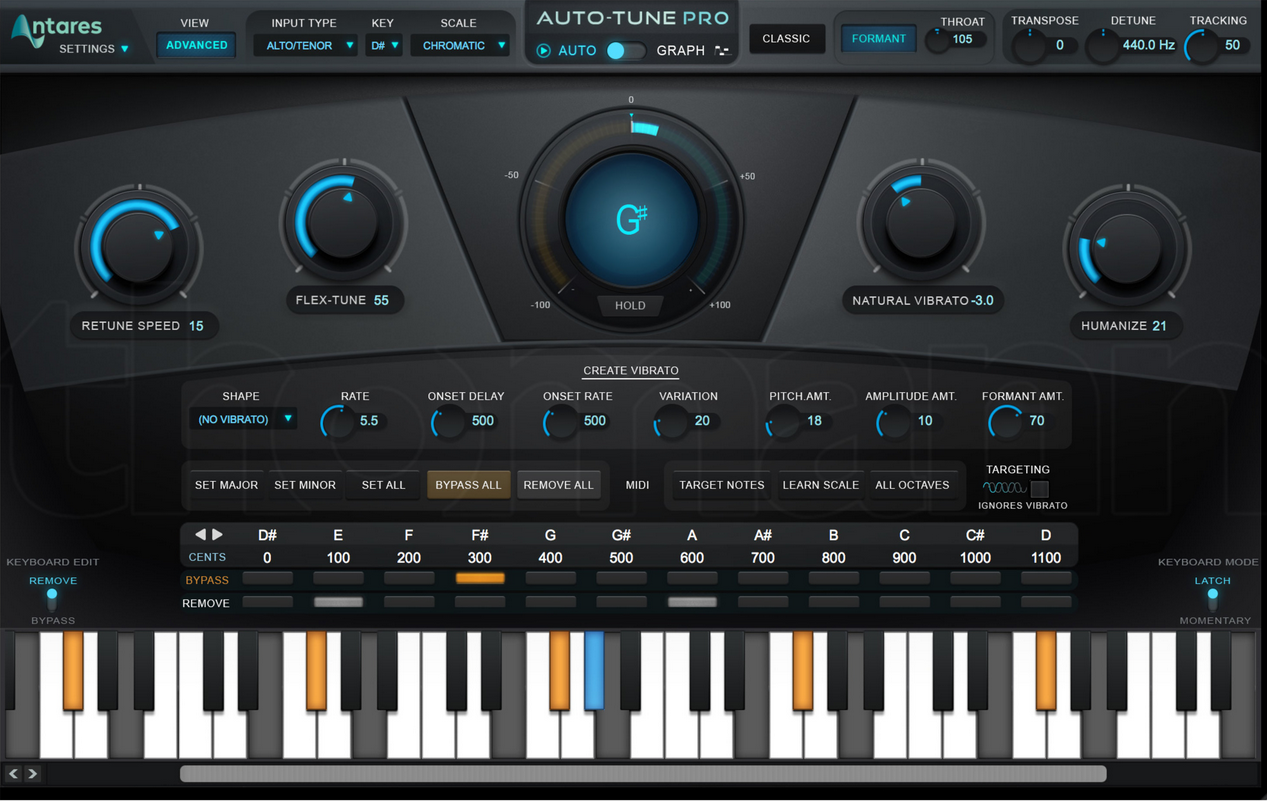 Antares
SETTINGS
VIEW
ADVANCED
INPUT TYPE KEY SCALE
ALTO/TENOR D# CHROMATIC
AUTO-TUNE PRO
AUTO GRAPH
CLASSIC
FORMANT
THROAT
105
TRANSPOSE DETUNE TRACKING
0 440.0 Hz 50
0
-50 +50
G#
-100 +100
HOLD
RETUNE SPEED 15
FLEX-TUNE 55
NATURAL VIBRATO -3.0
HUMANIZE 21
thomann
CREATE VIBRATO
SHAPE RATE ONSET DELAY ONSET RATE VARIATION PITCH.AMT. AMPLITUDE AMT. FORMANT AMT.
(NO VIBRATO) 5.5 500 500 20 18 10 70
SET MAJOR SET MINOR SET ALL BYPASS ALL REMOVE ALL MIDI TARGET NOTES LEARN SCALE ALL OCTAVES
TARGETING
IGNORES VIBRATO
D# E F F# G G# A A# B C C# D
CENTS 0 100 200 300 400 500 600 700 800 900 1000 1100
BYPASS
REMOVE
KEYBOARD EDIT
REMOVE
BYPASS
KEYBOARD MODE
LATCH
MOMENTARY